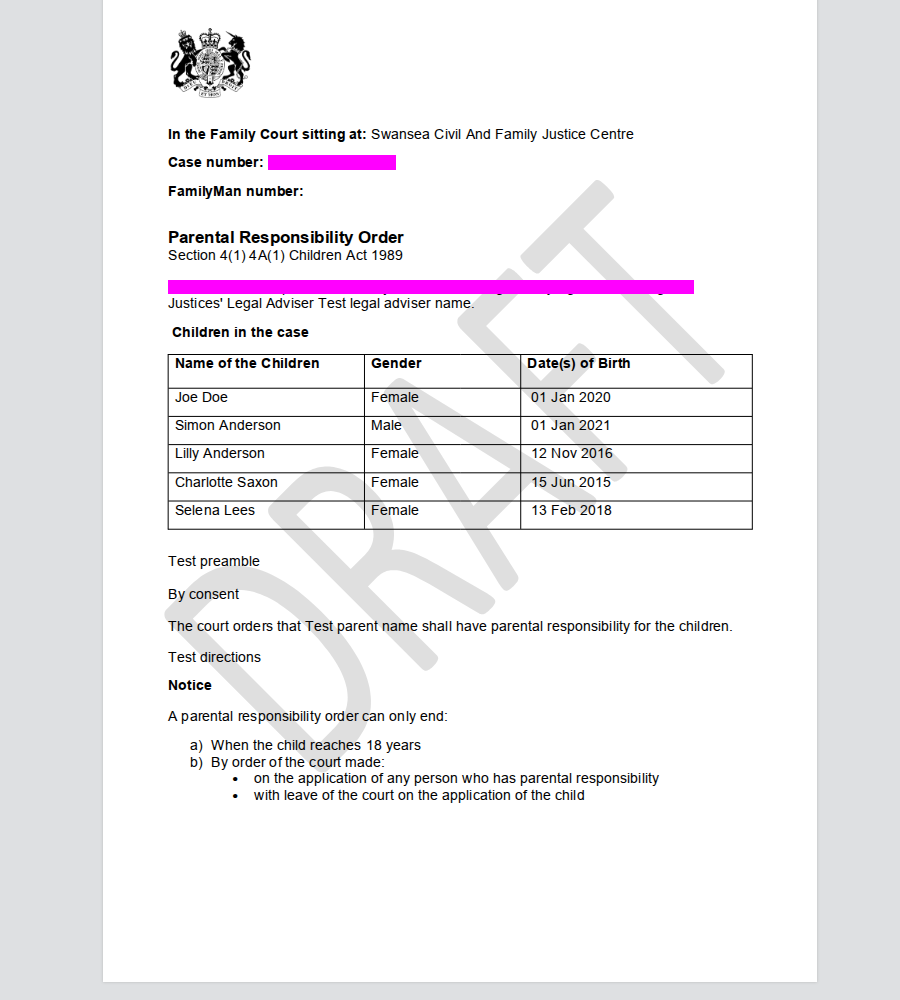 In the Family Court sitting at: Swansea Civil And Family Justice Centre
Case number:
FamilyMan number:
Parental Responsibility Order
Section 4(1) 4A(1) Children Act 1989
Justices' Legal Adviser Test legal adviser name.
Children in the case
Name of the Children Gender Date(s) of Birth
Joe Doe Female 01 Jan 2020
Simon Anderson Male 01 Jan 2021
Lilly Anderson Female 12 Nov 2016
Charlotte Saxon Female 15 Jun 2015
Selena Lees Female 13 Feb 2018
DRAFT
Test preamble
By consent
The court orders that Test parent name shall have parental responsibility for the children.
Test directions
Notice
A parental responsibility order can only end:
a) When the child reaches 18 years
b) By order of the court made:
• on the application of any person who has parental responsibility
• with leave of the court on the application of the child